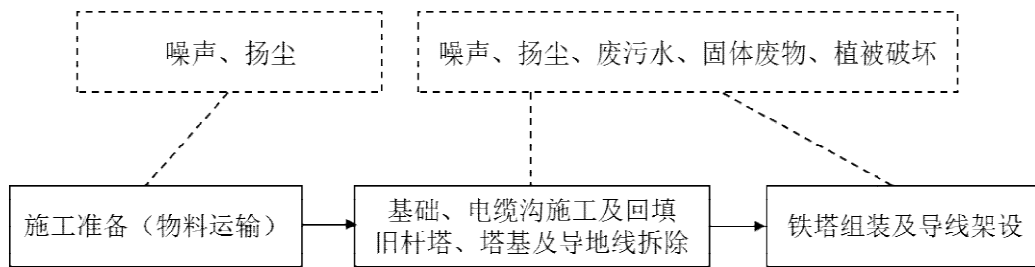 噪声、扬尘
噪声、扬尘、废污水、固体废物、植被破坏
施工准备（物料运输）
基础、电缆沟施工及回填
旧杆塔、塔基及导地线拆除
铁塔组装及导线架设